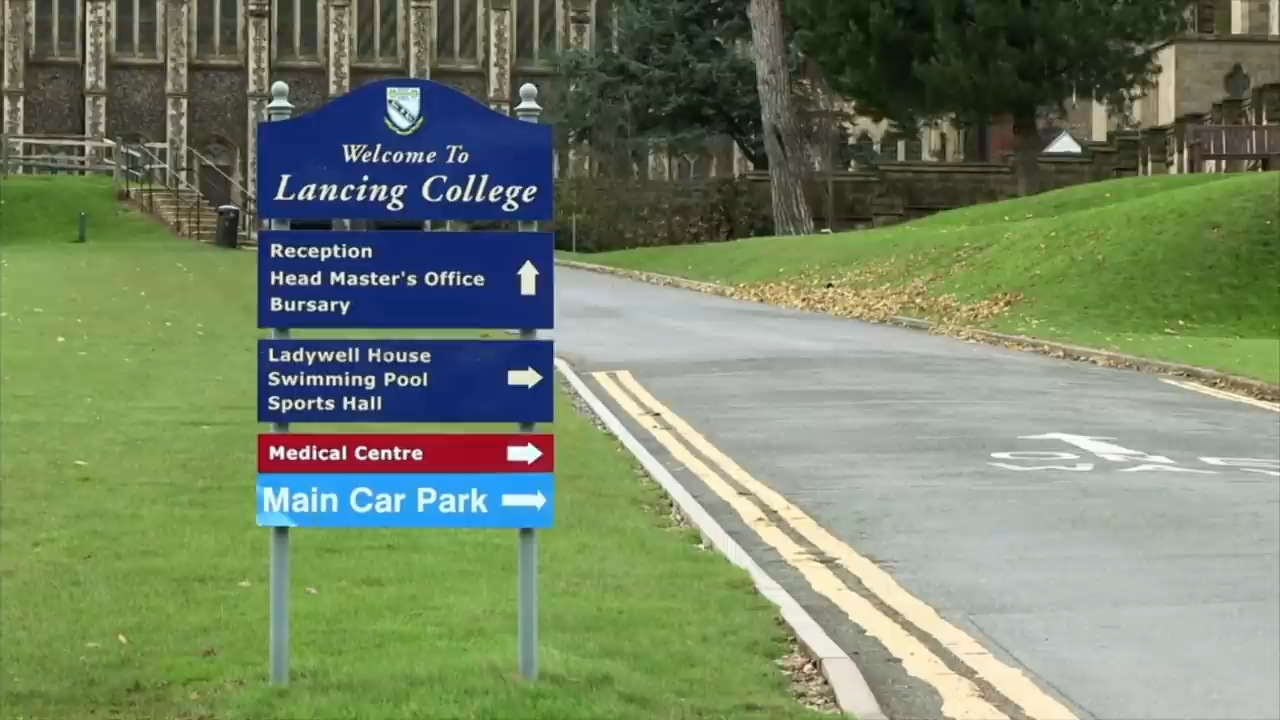 Welcome To
Lancing College
Reception
Head Master's Office
Bursary
Ladywell House
Swimming Pool
Sports Hall
Medical Centre
Main Car Park